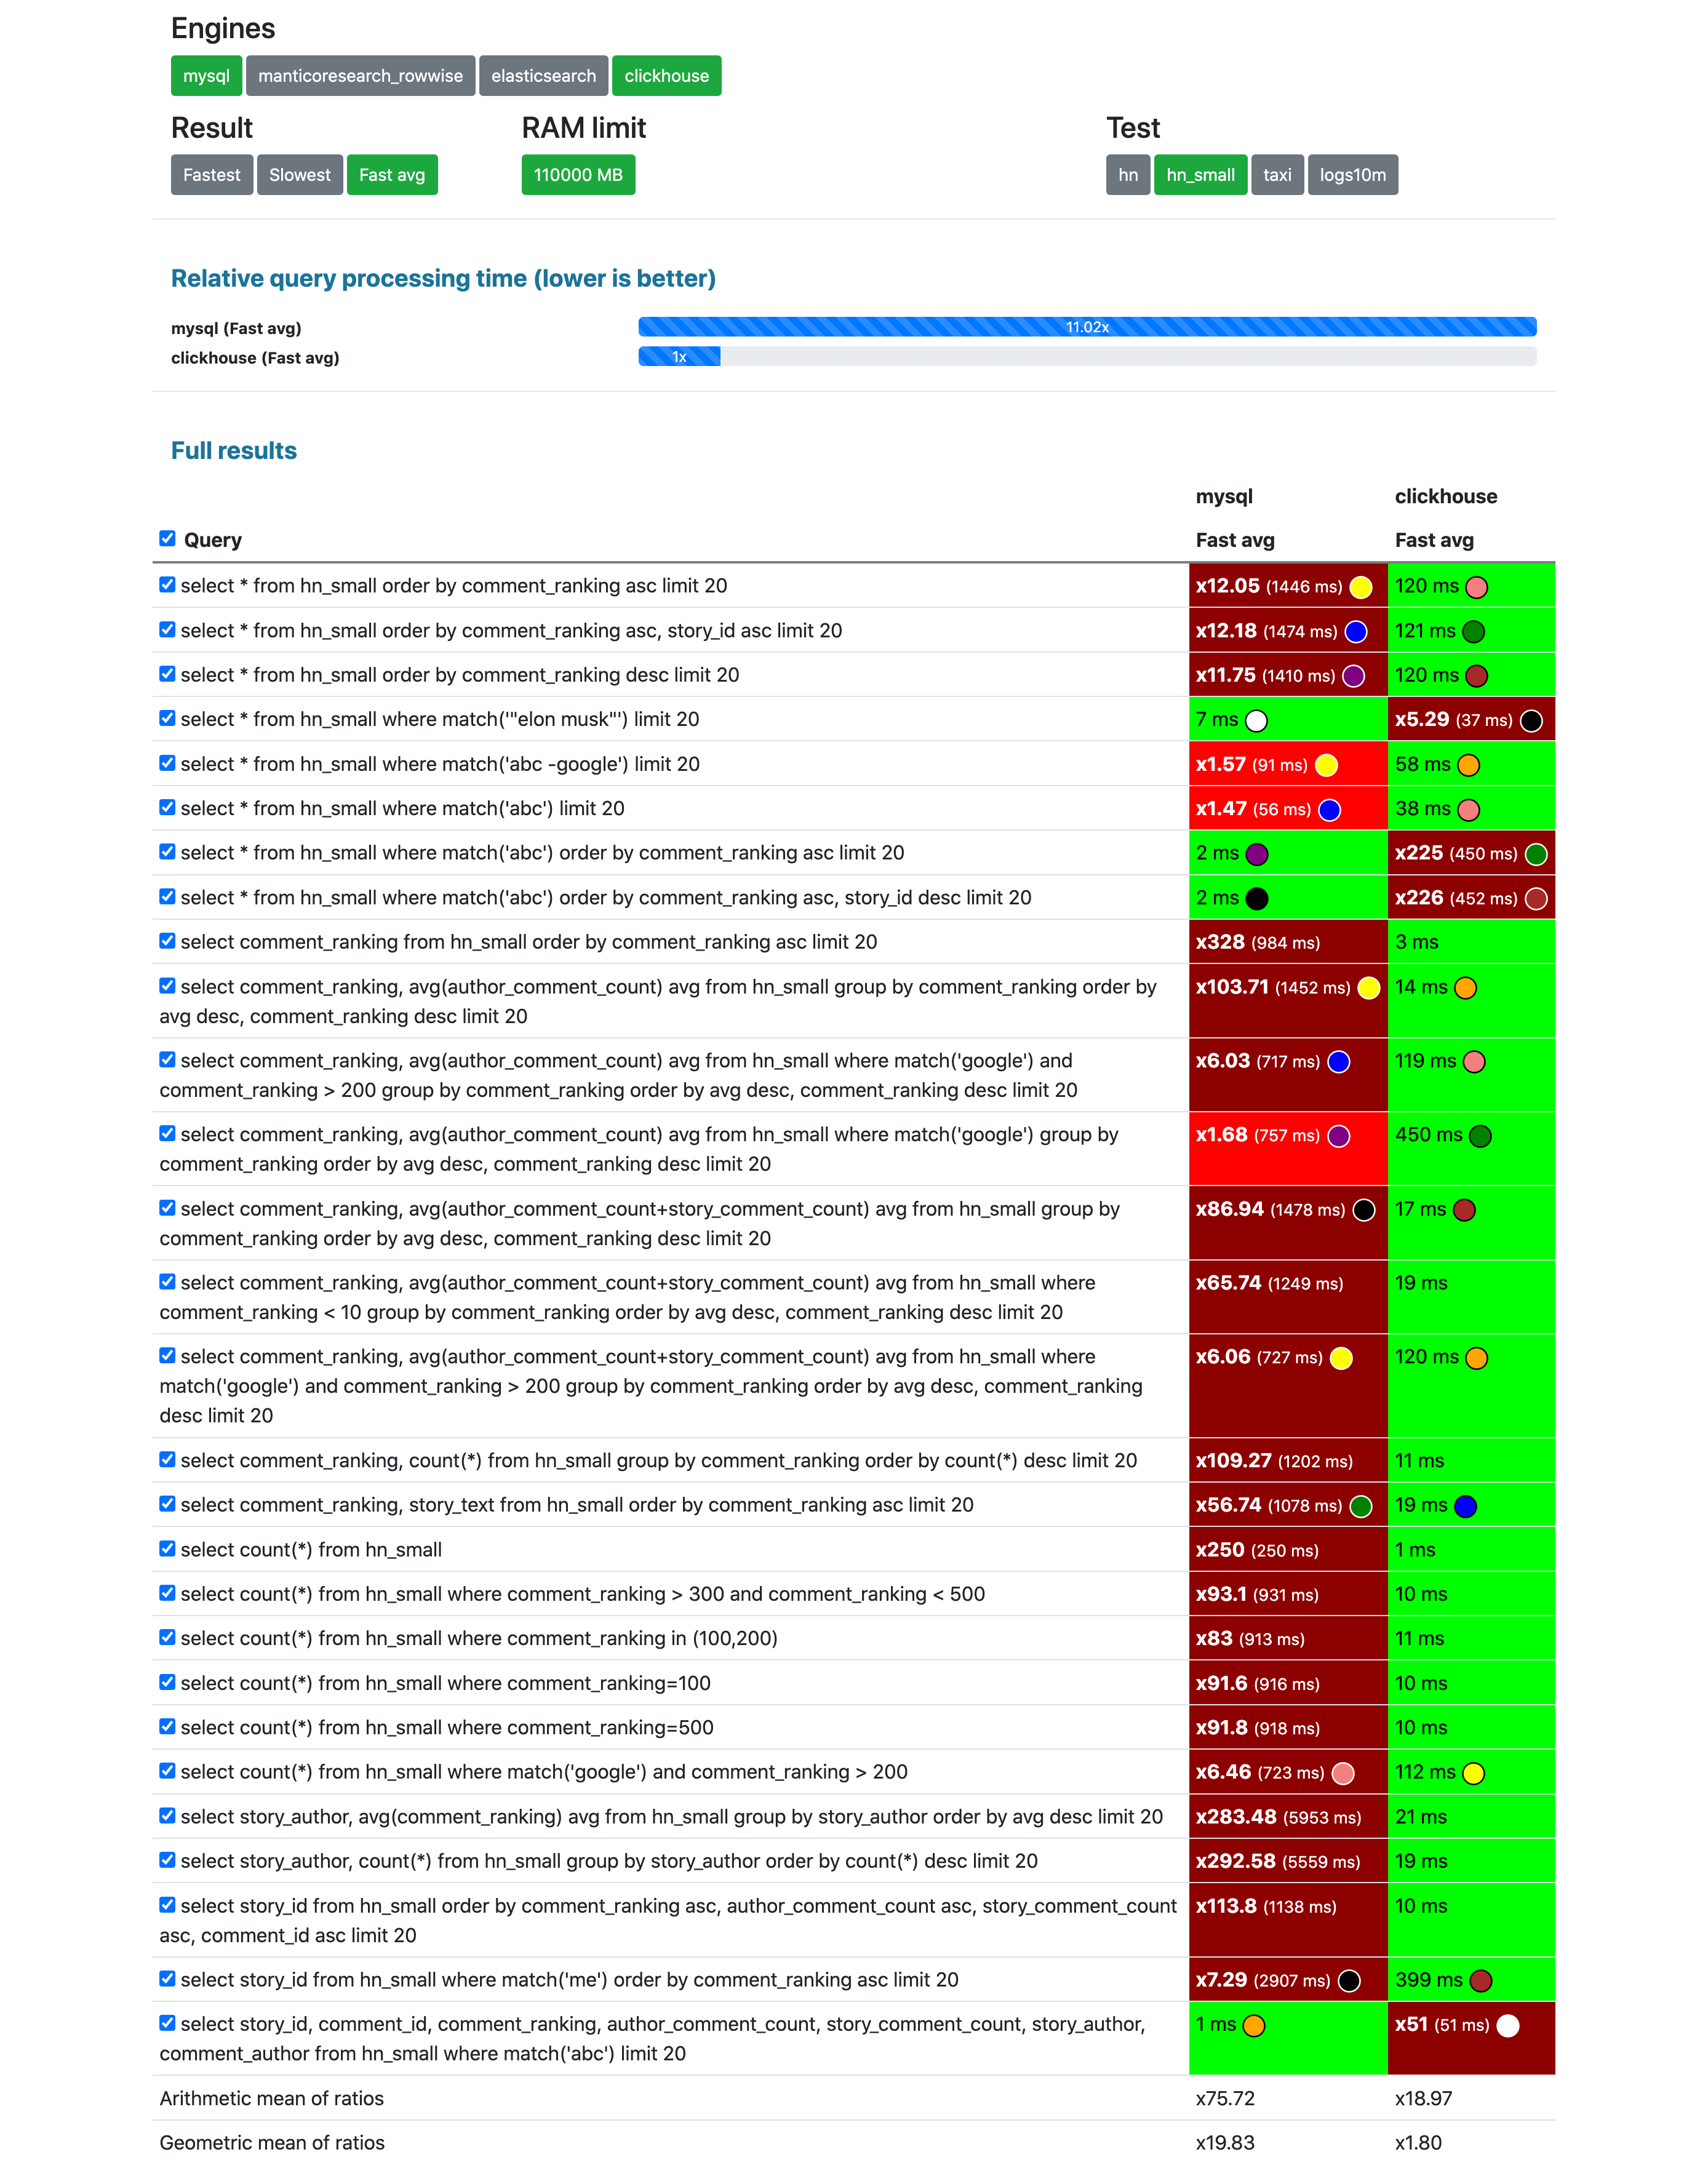 Engines
mysql manticoresearch_rowwise elasticsearch clickhouse
Result RAM limit Test
Fastest Slowest Fast avg 110000 MB hn hn_small taxi logs10m
Relative query processing time (lower is better)
mysql (Fast avg) 11.02x
clickhouse (Fast avg) 1x
Full results
mysql clickhouse
Query Fast avg Fast avg
select * from hn_small order by comment_ranking asc limit 20 x12.05 (1446 ms) 120 ms
select * from hn_small order by comment_ranking asc, story_id asc limit 20 x12.18 (1474 ms) 121 ms
select * from hn_small order by comment_ranking desc limit 20 x11.75 (1410 ms) 120 ms
select * from hn_small where match('"elon musk"') limit 20 7 ms x5.29 (37 ms)
select * from hn_small where match('abc -google') limit 20 x1.57 (91 ms) 58 ms
select * from hn_small where match('abc') limit 20 x1.47 (56 ms) 38 ms
select * from hn_small where match('abc') order by comment_ranking asc limit 20 2 ms x225 (450 ms)
select * from hn_small where match('abc') order by comment_ranking asc, story_id desc limit 20 2 ms x226 (452 ms)
select comment_ranking from hn_small order by comment_ranking asc limit 20 x328 (984 ms) 3 ms
select comment_ranking, avg(author_comment_count) avg from hn_small group by comment_ranking order by x103.71 (1452 ms) 14 ms
avg desc, comment_ranking desc limit 20
select comment_ranking, avg(author_comment_count) avg from hn_small where match('google') and x6.03 (717 ms) 119 ms
comment_ranking > 200 group by comment_ranking order by avg desc, comment_ranking desc limit 20
select comment_ranking, avg(author_comment_count) avg from hn_small where match('google') group by x1.68 (757 ms) 450 ms
comment_ranking order by avg desc, comment_ranking desc limit 20
select comment_ranking, avg(author_comment_count+story_comment_count) avg from hn_small group by x86.94 (1478 ms) 17 ms
comment_ranking order by avg desc, comment_ranking desc limit 20
select comment_ranking, avg(author_comment_count+story_comment_count) avg from hn_small where x65.74 (1249 ms) 19 ms
comment_ranking < 10 group by comment_ranking order by avg desc, comment_ranking desc limit 20
select comment_ranking, avg(author_comment_count+story_comment_count) avg from hn_small where x6.06 (727 ms) 120 ms
match('google') and comment_ranking > 200 group by comment_ranking order by avg desc, comment_ranking
desc limit 20
select comment_ranking, count(*) from hn_small group by comment_ranking order by count(*) desc limit 20 x109.27 (1202 ms) 11 ms
select comment_ranking, story_text from hn_small order by comment_ranking asc limit 20 x56.74 (1078 ms) 19 ms
select count(*) from hn_small x250 (250 ms) 1 ms
select count(*) from hn_small where comment_ranking > 300 and comment_ranking < 500 x93.1 (931 ms) 10 ms
select count(*) from hn_small where comment_ranking in (100,200) x83 (913 ms) 11 ms
select count(*) from hn_small where comment_ranking=100 x91.6 (916 ms) 10 ms
select count(*) from hn_small where comment_ranking=500 x91.8 (918 ms) 10 ms
select count(*) from hn_small where match('google') and comment_ranking > 200 x6.46 (723 ms) 112 ms
select story_author, avg(comment_ranking) avg from hn_small group by story_author order by avg desc limit 20 x283.48 (5953 ms) 21 ms
select story_author, count(*) from hn_small group by story_author order by count(*) desc limit 20 x292.58 (5559 ms) 19 ms
select story_id from hn_small order by comment_ranking asc, author_comment_count asc, story_comment_count x113.8 (1138 ms) 10 ms
asc, comment_id asc limit 20
select story_id from hn_small where match('me') order by comment_ranking asc limit 20 x7.29 (2907 ms) 399 ms
select story_id, comment_id, comment_ranking, author_comment_count, story_comment_count, story_author, 1 ms x51 (51 ms)
comment_author from hn_small where match('abc') limit 20
Arithmetic mean of ratios x75.72 x18.97
Geometric mean of ratios x19.83 x1.80